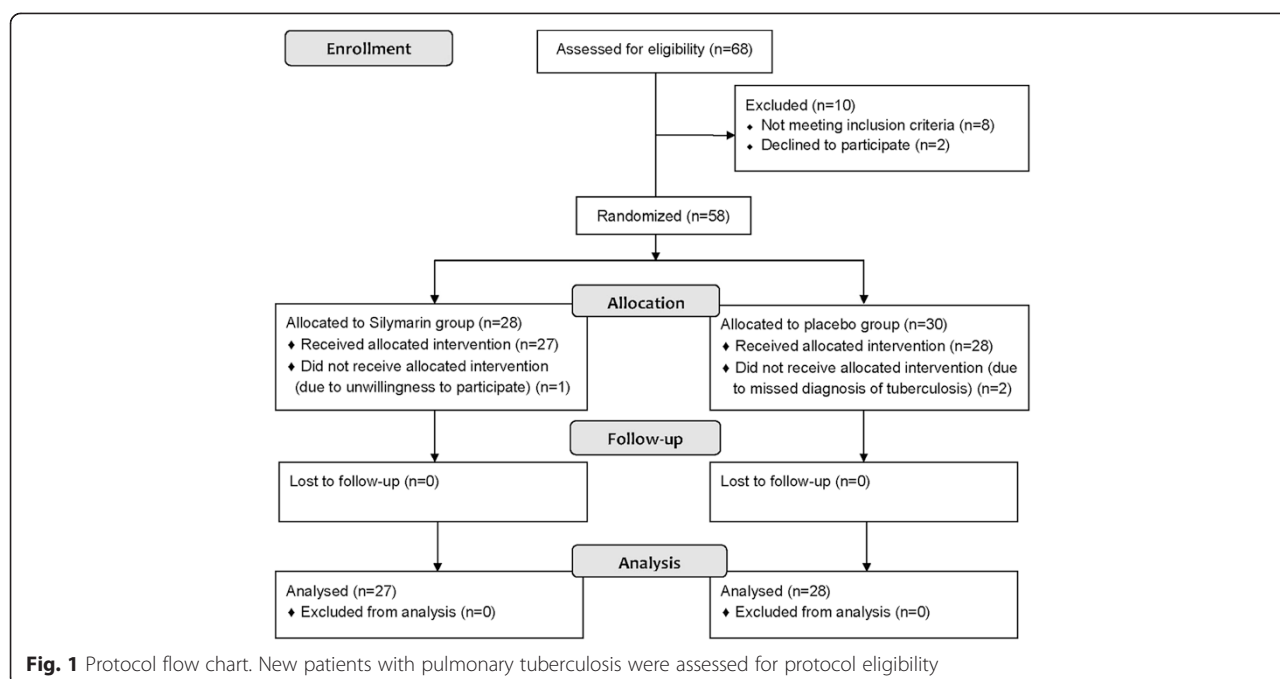 Enrollment
Assessed for eligibility (n=68)
Excluded (n=10)
⬥ Not meeting inclusion criteria (n=8)
⬥ Declined to participate (n=2)
Randomized (n=58)
Allocation
Allocated to Silymarin group (n=28)
♦ Received allocated intervention (n=27)
♦ Did not receive allocated intervention
(due to unwillingness to participate) (n=1)
Allocated to placebo group (n=30)
♦ Received allocated intervention (n=28)
♦ Did not receive allocated intervention (due
to missed diagnosis of tuberculosis) (n=2)
Follow-up
Lost to follow-up (n=0)
Lost to follow-up (n=0)
Analysis
Analysed (n=27)
♦ Excluded from analysis (n=0)
Analysed (n=28)
♦ Excluded from analysis (n=0)
Fig. 1 Protocol flow chart. New patients with pulmonary tuberculosis were assessed for protocol eligibility